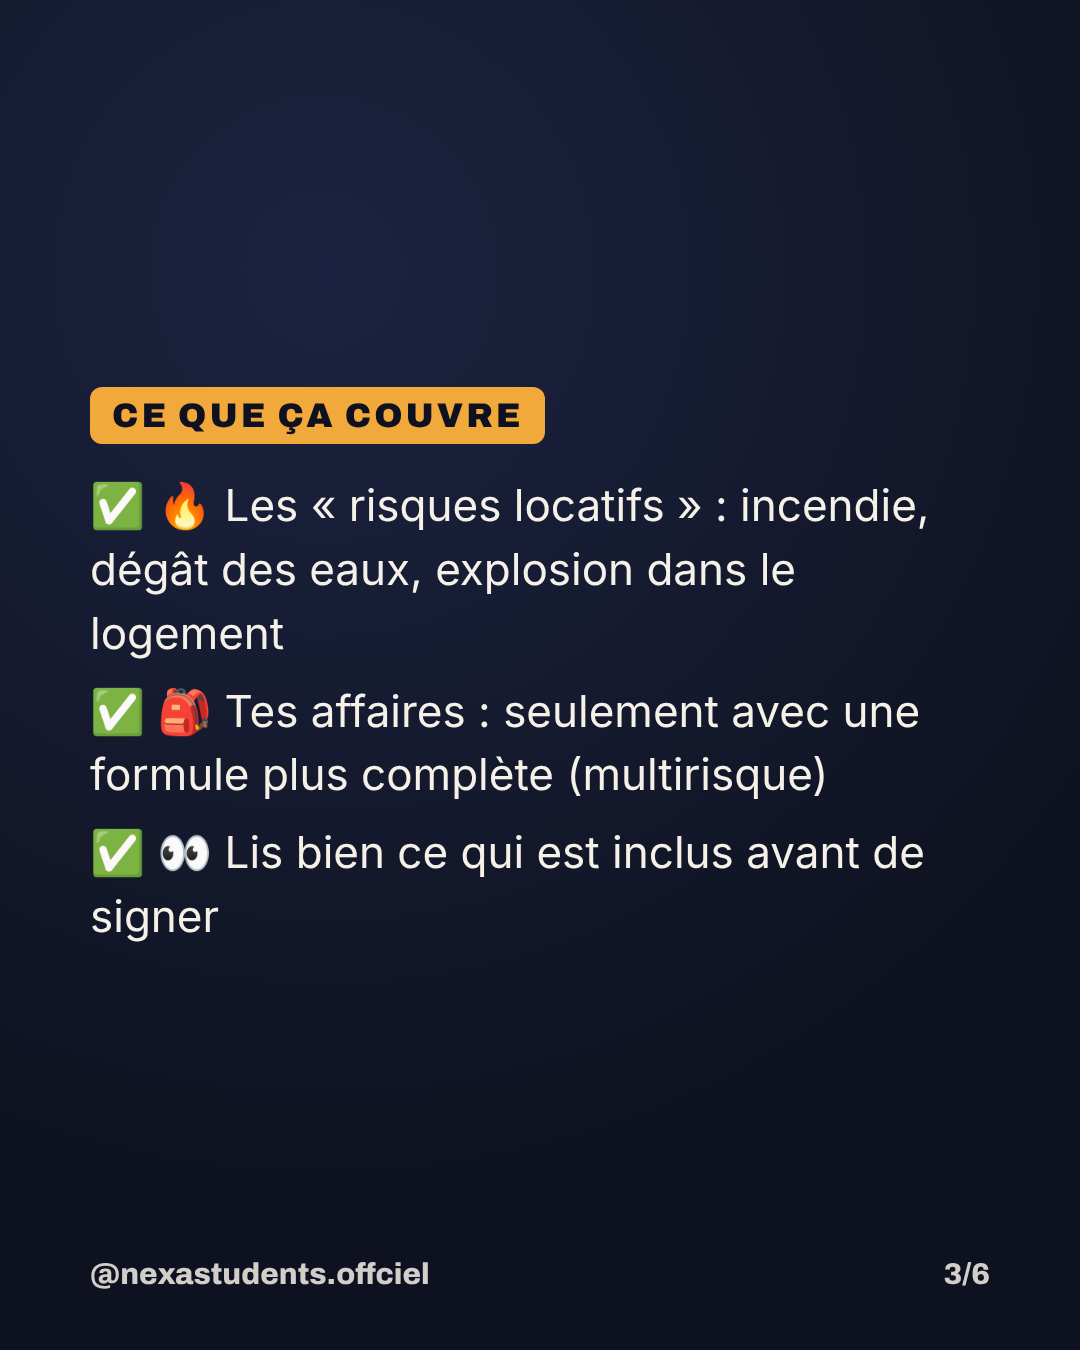 CE QUE ÇA COUVRE
✅ 🔥 Les « risques locatifs » : incendie,
dégât des eaux, explosion dans le
logement
✅ 🎒 Tes affaires : seulement avec une
formule plus complète (multirisque)
✅ 👀 Lis bien ce qui est inclus avant de
signer
@nexastudents.offciel
3/6